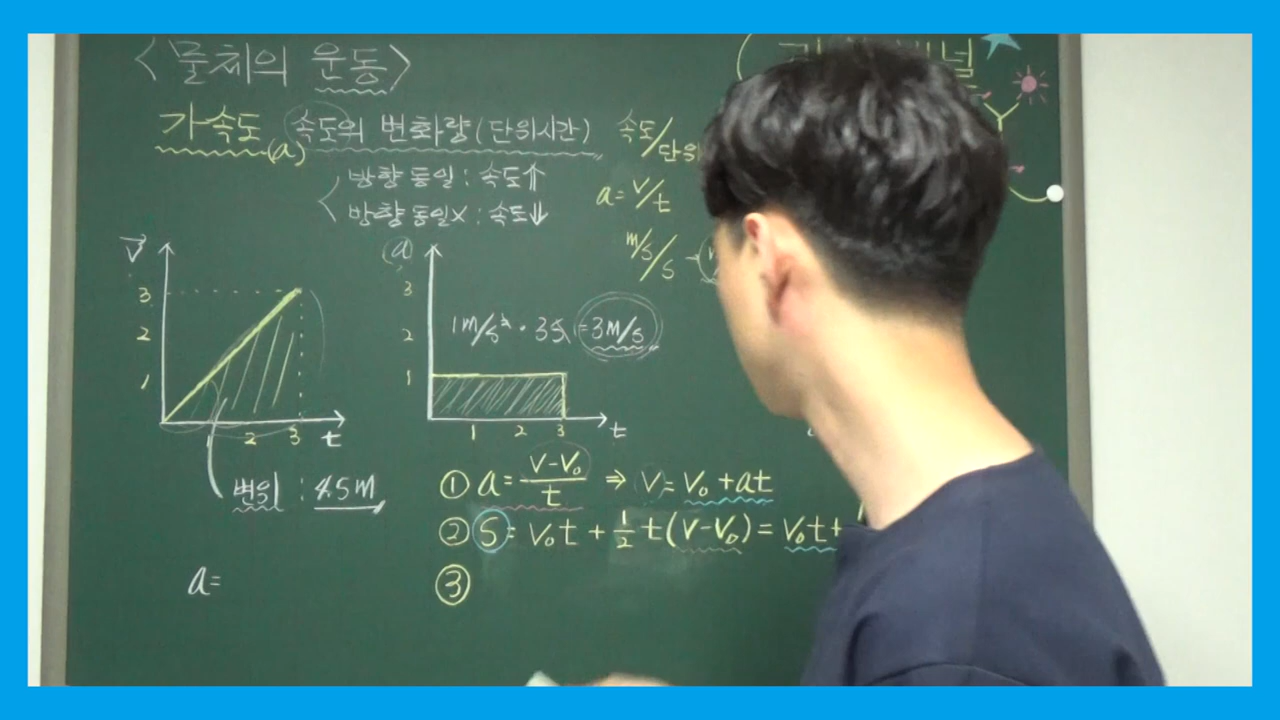 <물체의 운동>
가속도(a) 속도의 변화량(단위시간)
속도/단위
방향 동일 : 속도↑
방향 동일x : 속도↓
a = v/t
m/s/s
v
3
2
1
1 2 3 t
변위 : 4.5m
a
3
2
1
1m/s² · 3s = 3m/s
1 2 3 t
① a = (v-v₀)/t ⇒ v = v₀ + at
② S = v₀t + 1/2 t(v-v₀) = v₀t +
③
a =